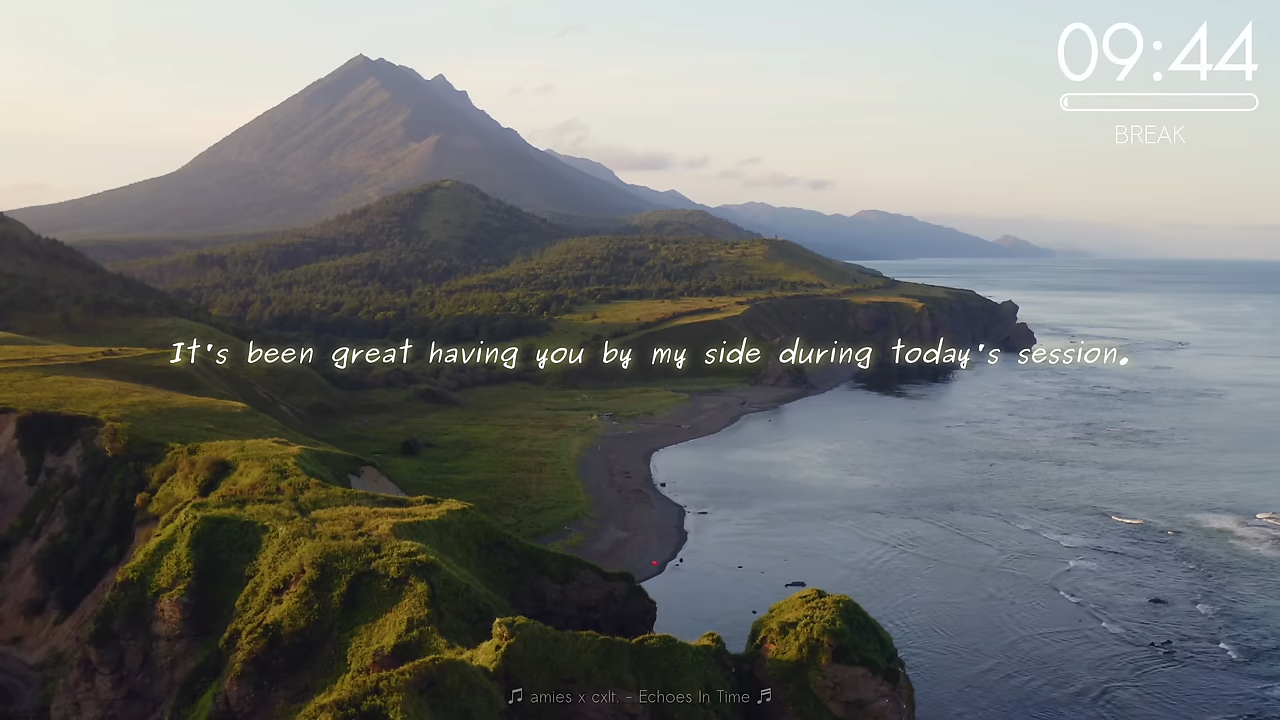 09:44
BREAK
It's been great having you by my side during today's session.
♫ amies x cxlt. - Echoes In Time ♬